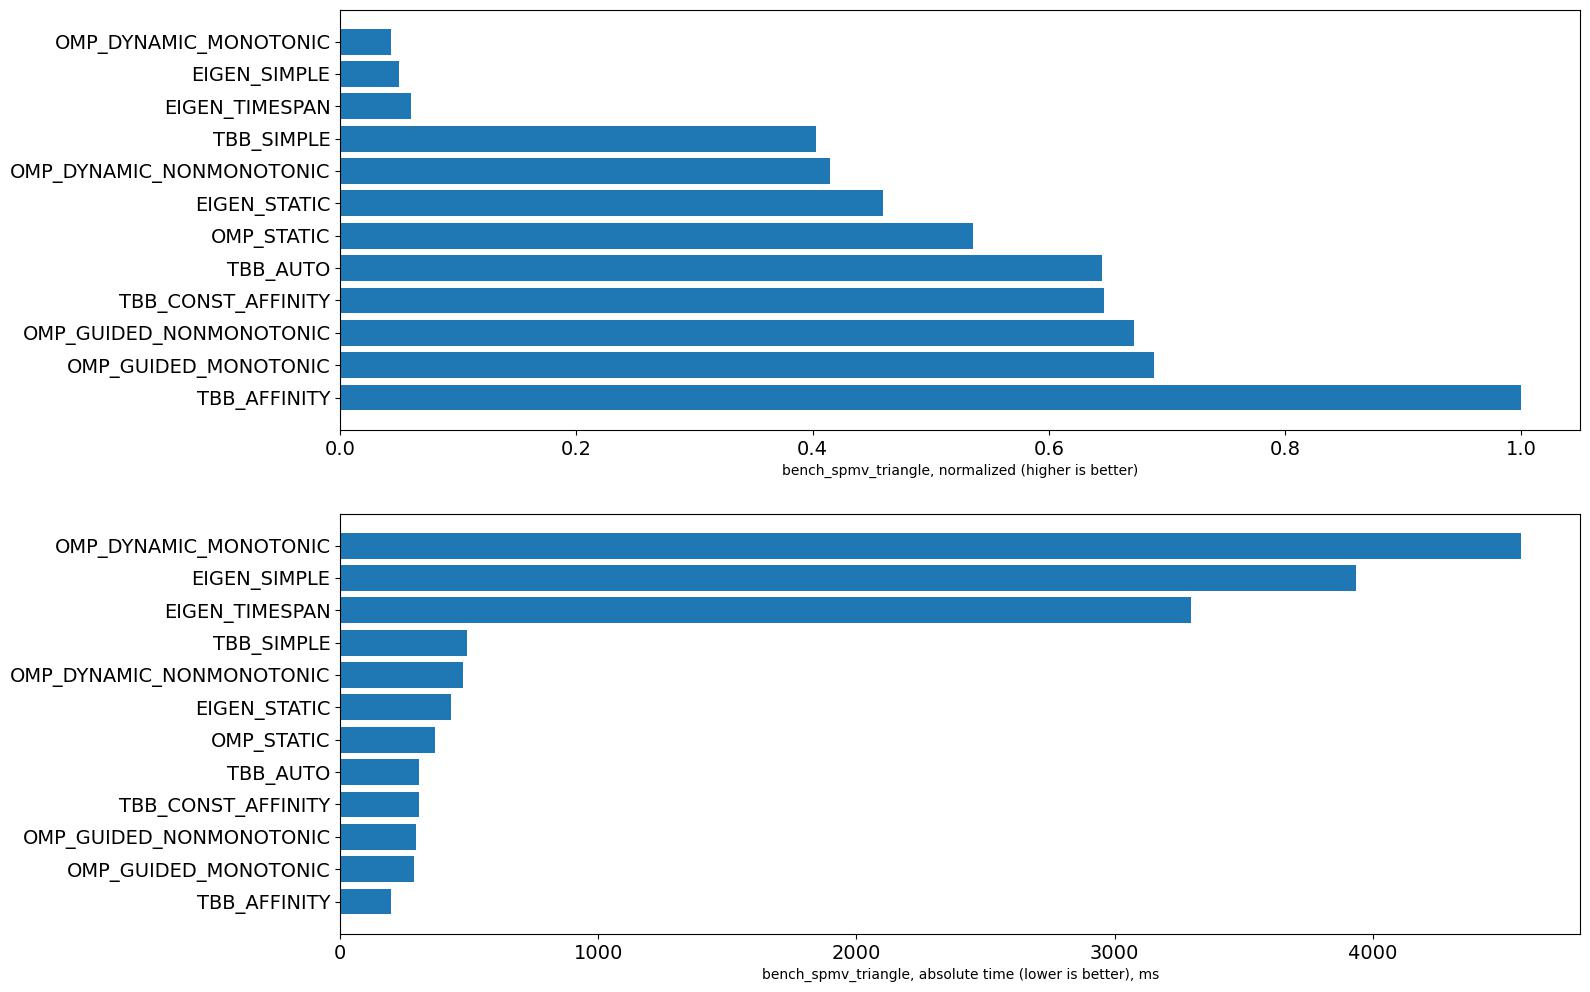 OMP_DYNAMIC_MONOTONIC
EIGEN_SIMPLE
EIGEN_TIMESPAN
TBB_SIMPLE
OMP_DYNAMIC_NONMONOTONIC
EIGEN_STATIC
OMP_STATIC
TBB_AUTO
TBB_CONST_AFFINITY
OMP_GUIDED_NONMONOTONIC
OMP_GUIDED_MONOTONIC
TBB_AFFINITY
0.0 0.2 0.4 0.6 0.8 1.0
bench_spmv_triangle, normalized (higher is better)
OMP_DYNAMIC_MONOTONIC
EIGEN_SIMPLE
EIGEN_TIMESPAN
TBB_SIMPLE
OMP_DYNAMIC_NONMONOTONIC
EIGEN_STATIC
OMP_STATIC
TBB_AUTO
TBB_CONST_AFFINITY
OMP_GUIDED_NONMONOTONIC
OMP_GUIDED_MONOTONIC
TBB_AFFINITY
0 1000 2000 3000 4000
bench_spmv_triangle, absolute time (lower is better), ms